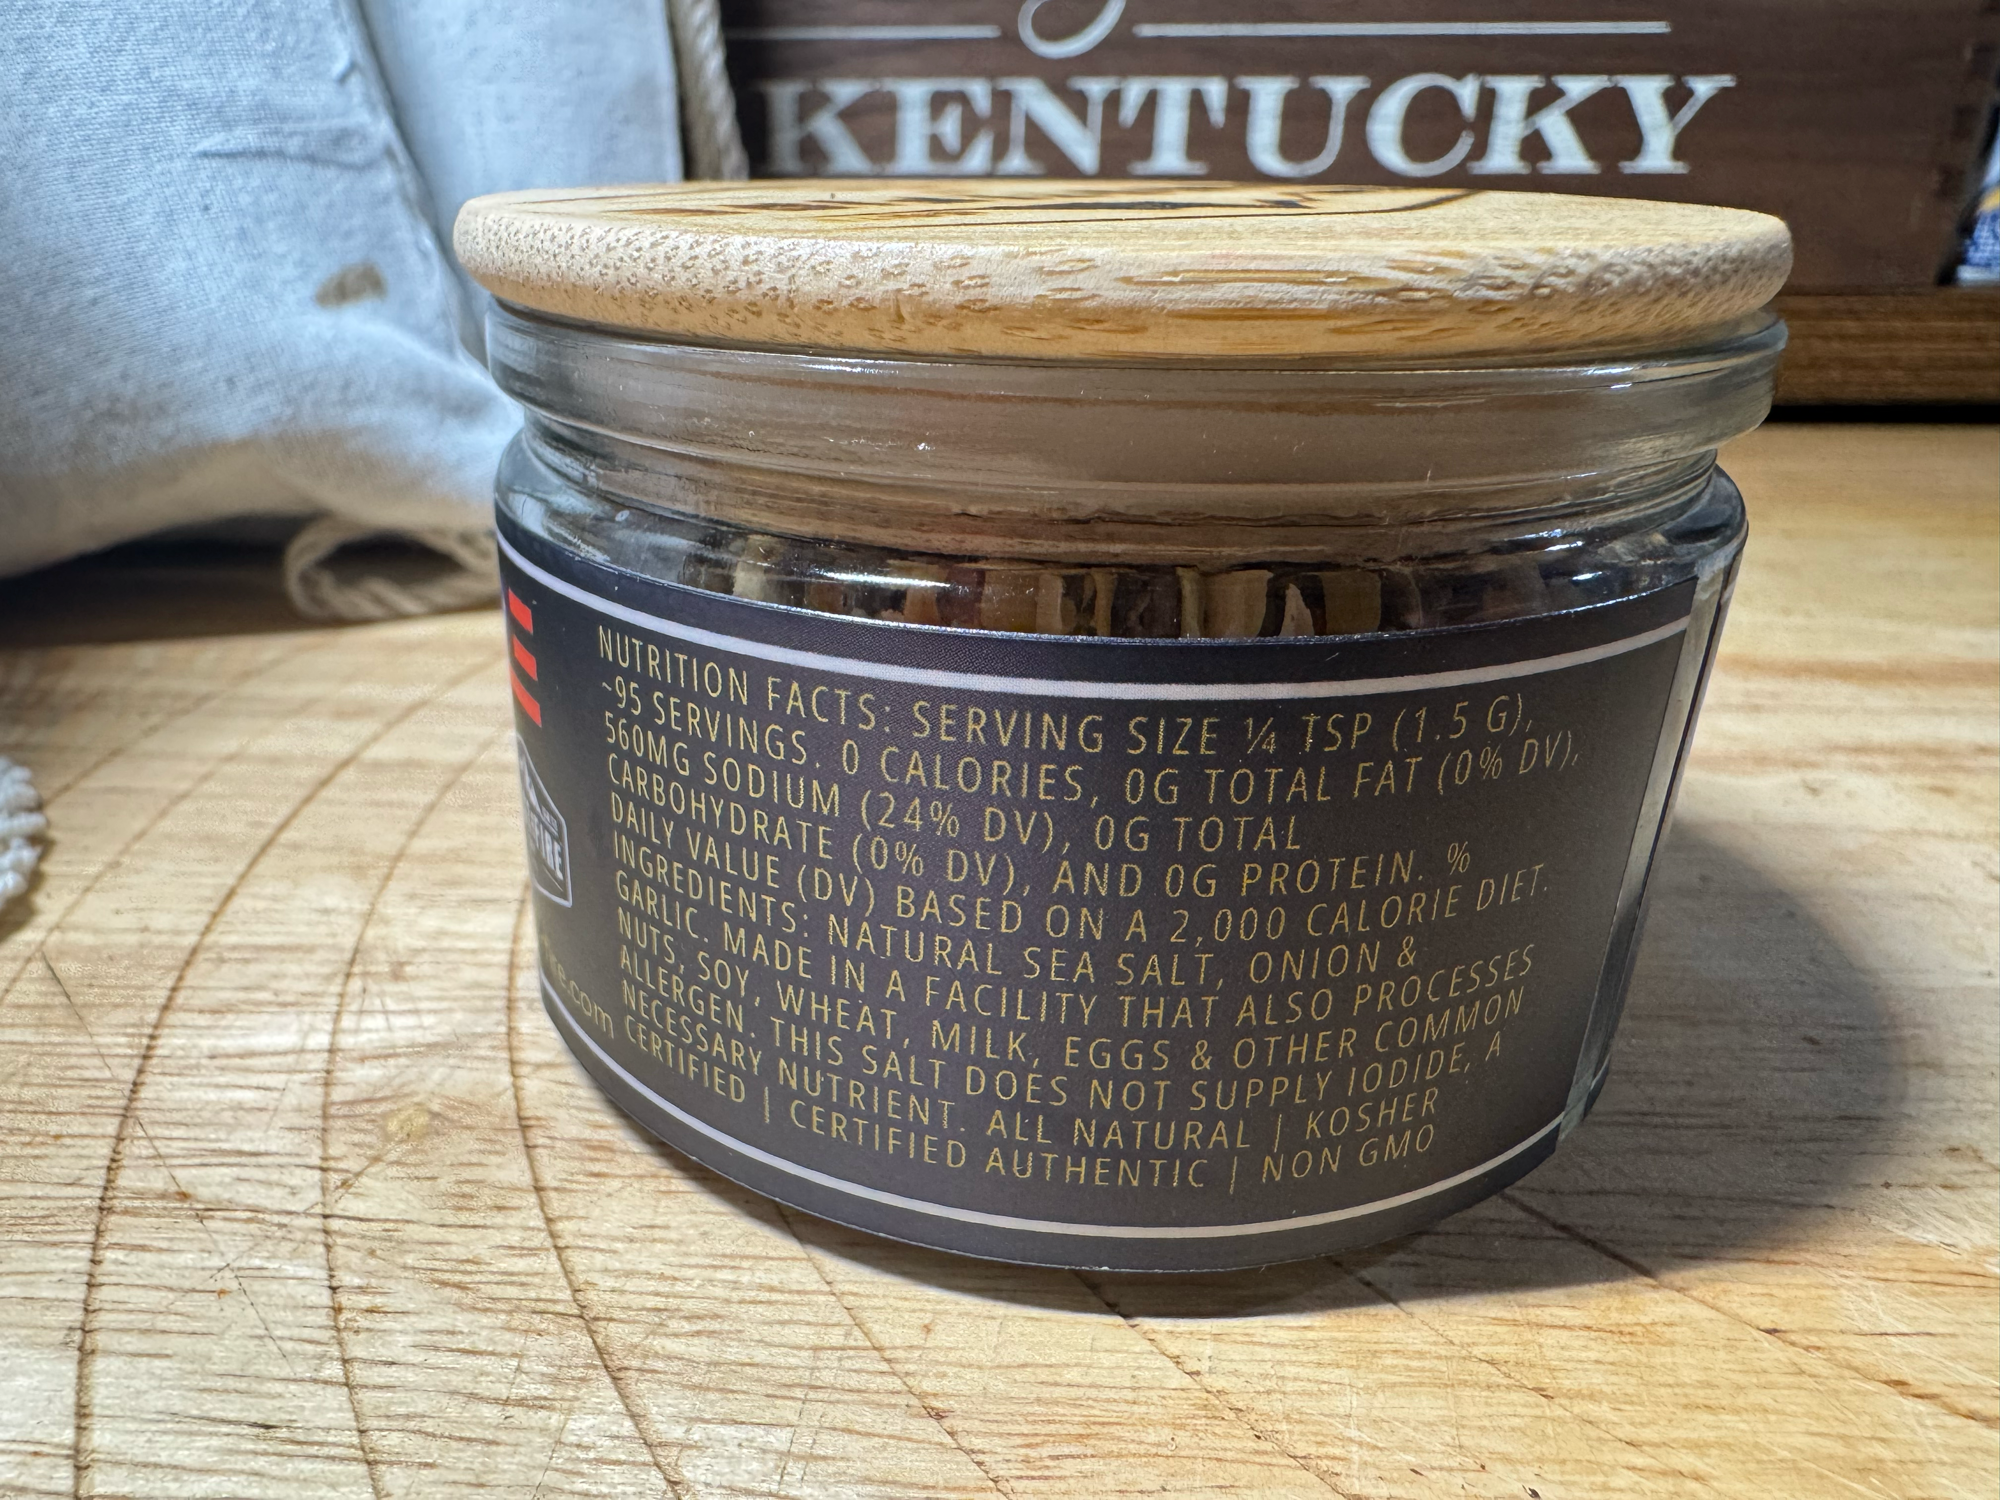 KENTUCKY
NUTRITION FACTS: SERVING SIZE ¼ TSP (1.5 G),
~95 SERVINGS. 0 CALORIES, 0G TOTAL FAT (0% DV),
560MG SODIUM (24% DV), 0G TOTAL
CARBOHYDRATE (0% DV), AND 0G PROTEIN. %
DAILY VALUE (DV) BASED ON A 2,000 CALORIE DIET.
INGREDIENTS: NATURAL SEA SALT, ONION &
GARLIC. MADE IN A FACILITY THAT ALSO PROCESSES
NUTS, SOY, WHEAT, MILK, EGGS & OTHER COMMON
ALLERGEN. THIS SALT DOES NOT SUPPLY IODIDE, A
NECESSARY NUTRIENT. ALL NATURAL | KOSHER
CERTIFIED | CERTIFIED AUTHENTIC | NON GMO